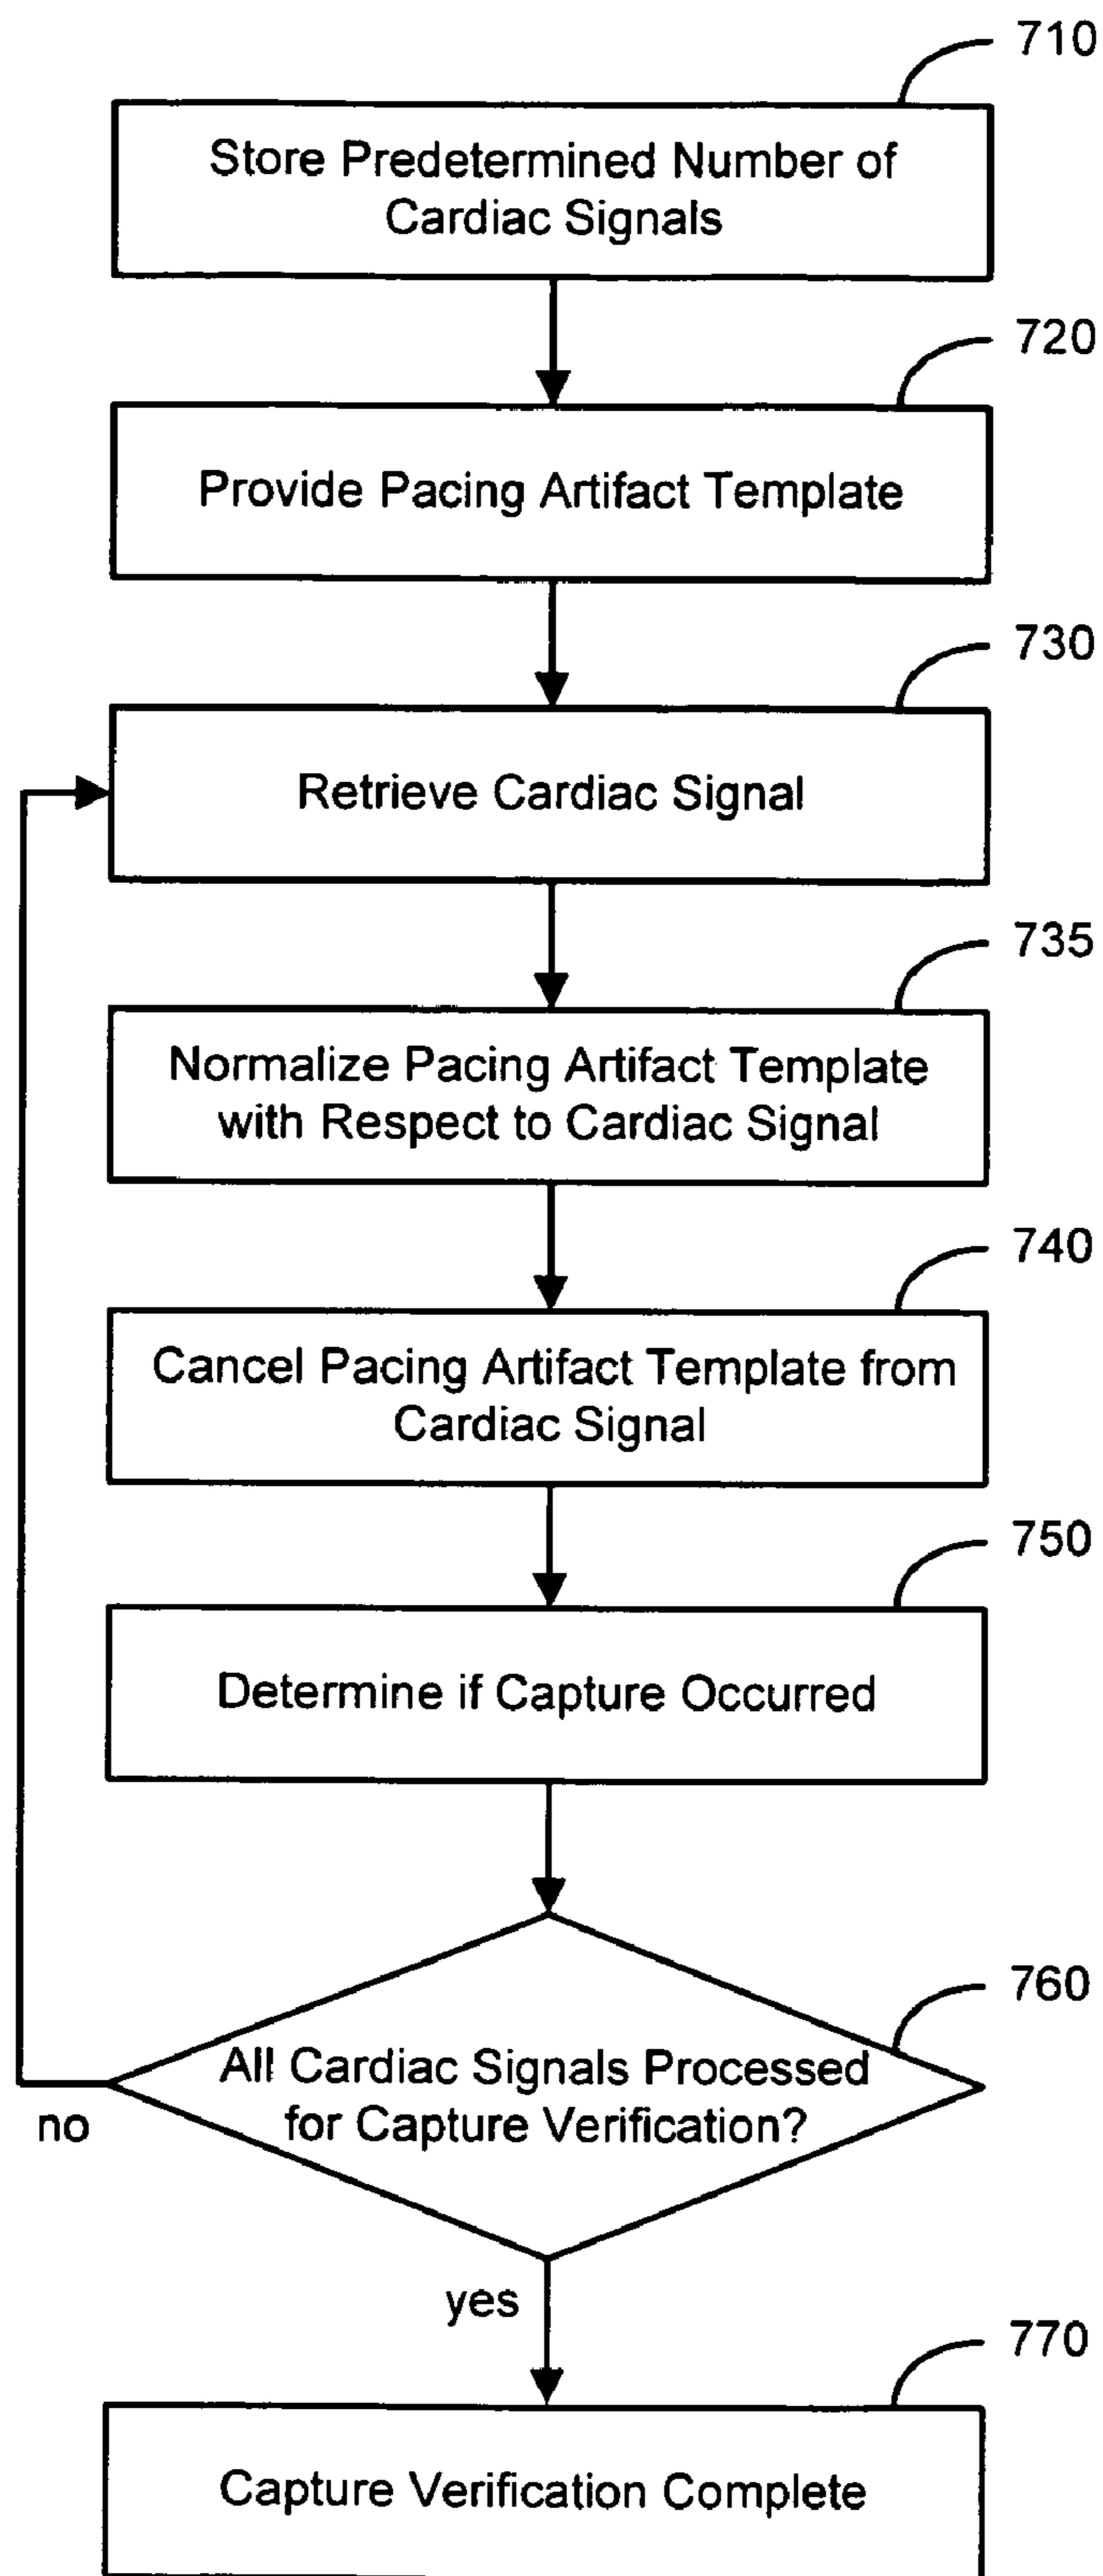 710
Store Predetermined Number of
Cardiac Signals
720
Provide Pacing Artifact Template
730
Retrieve Cardiac Signal
735
Normalize Pacing Artifact Template
with Respect to Cardiac Signal
740
Cancel Pacing Artifact Template from
Cardiac Signal
750
Determine if Capture Occurred
760
All Cardiac Signals Processed
for Capture Verification?
no
yes
770
Capture Verification Complete